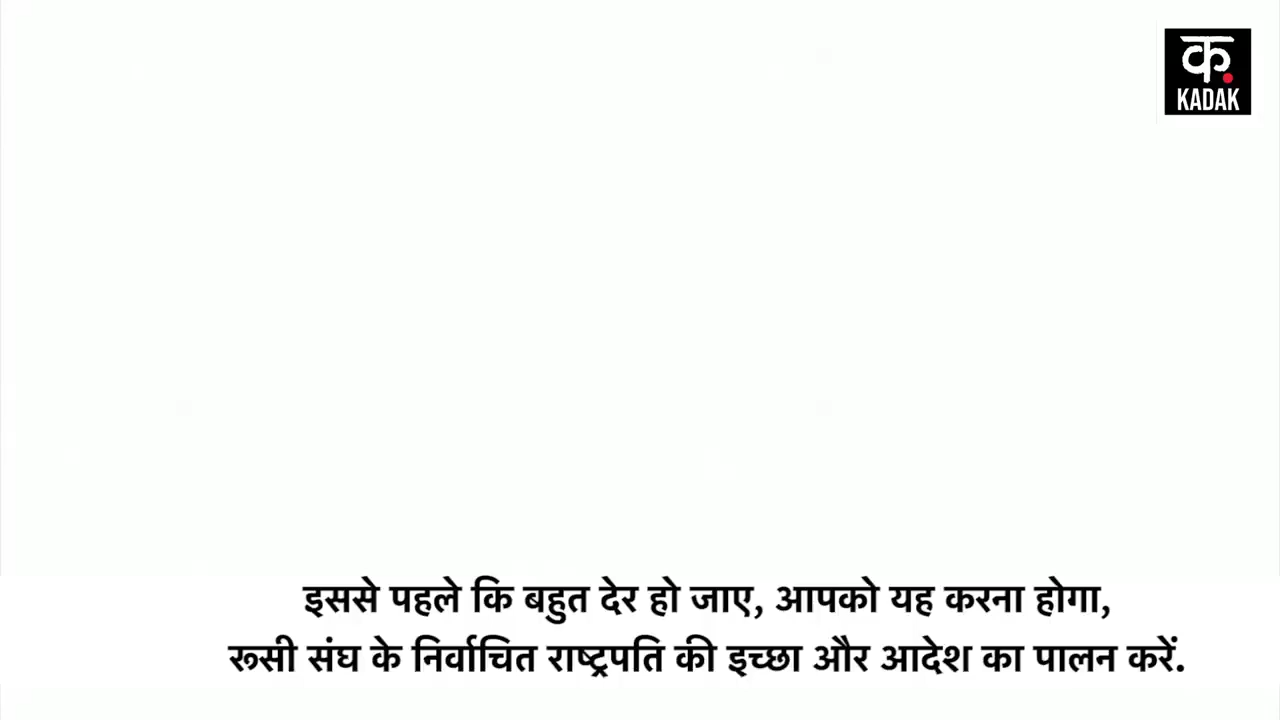 क.
KADAK
इससे पहले कि बहुत देर हो जाए, आपको यह करना होगा,
रूसी संघ के निर्वाचित राष्ट्रपति की इच्छा और आदेश का पालन करें.